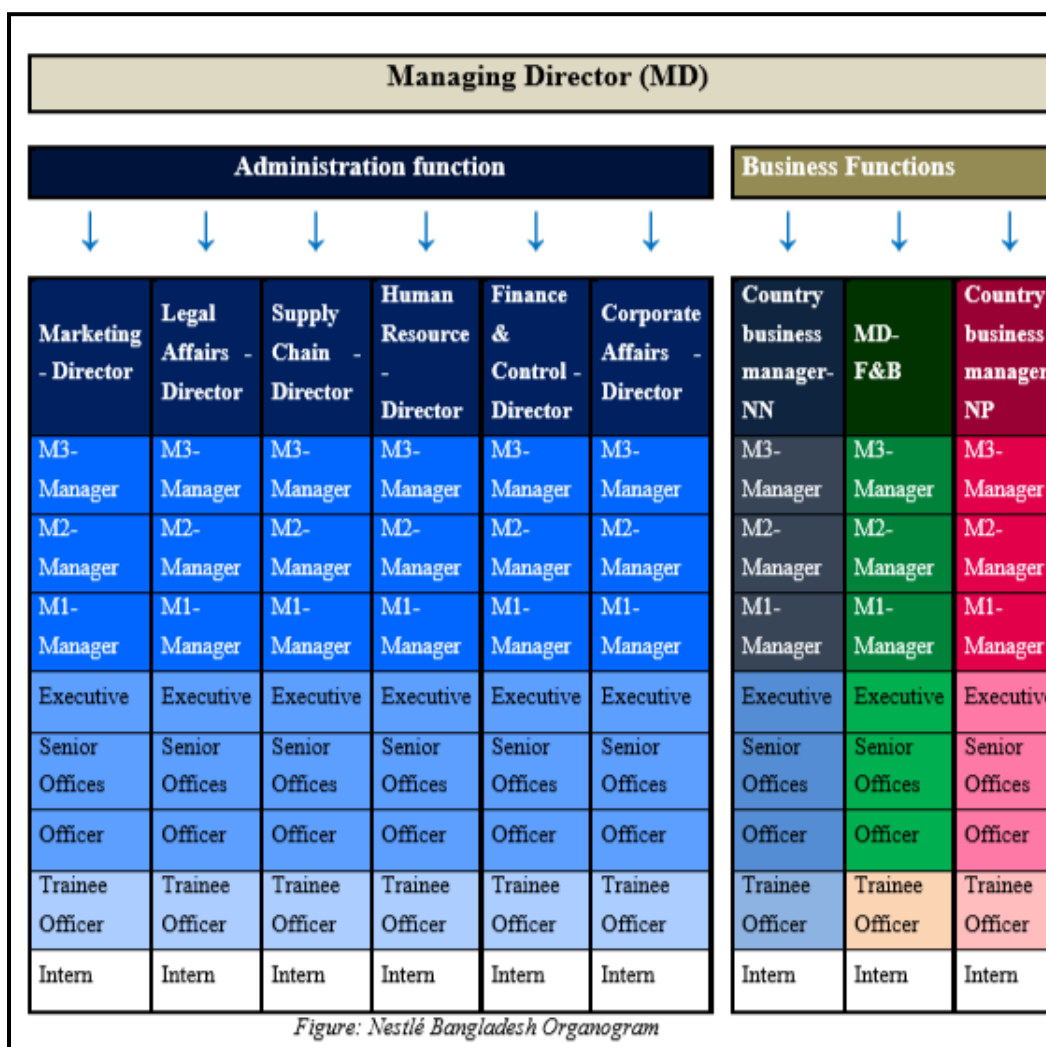 Managing Director (MD)
Administration function
Business Functions
Marketing
- Director
Legal
Affairs -
Director
Supply
Chain -
Director
Human
Resource
-
Director
Finance
&
Control -
Director
Corporate
Affairs -
Director
Country
business
manager-
NN
MD-
F&B
Country
business
manager
NP
M3-
Manager
M3-
Manager
M3-
Manager
M3-
Manager
M3-
Manager
M3-
Manager
M3-
Manager
M3-
Manager
M3-
Manager
M2-
Manager
M2-
Manager
M2-
Manager
M2-
Manager
M2-
Manager
M2-
Manager
M2-
Manager
M2-
Manager
M2-
Manager
M1-
Manager
M1-
Manager
M1-
Manager
M1-
Manager
M1-
Manager
M1-
Manager
M1-
Manager
M1-
Manager
M1-
Manager
Executive
Executive
Executive
Executive
Executive
Executive
Executive
Executive
Executive
Senior
Offices
Senior
Offices
Senior
Offices
Senior
Offices
Senior
Offices
Senior
Offices
Senior
Offices
Senior
Offices
Senior
Offices
Officer
Officer
Officer
Officer
Officer
Officer
Officer
Officer
Officer
Trainee
Officer
Trainee
Officer
Trainee
Officer
Trainee
Officer
Trainee
Officer
Trainee
Officer
Trainee
Officer
Trainee
Officer
Trainee
Officer
Intern
Intern
Intern
Intern
Intern
Intern
Intern
Intern
Intern
Figure: Nestlé Bangladesh Organogram